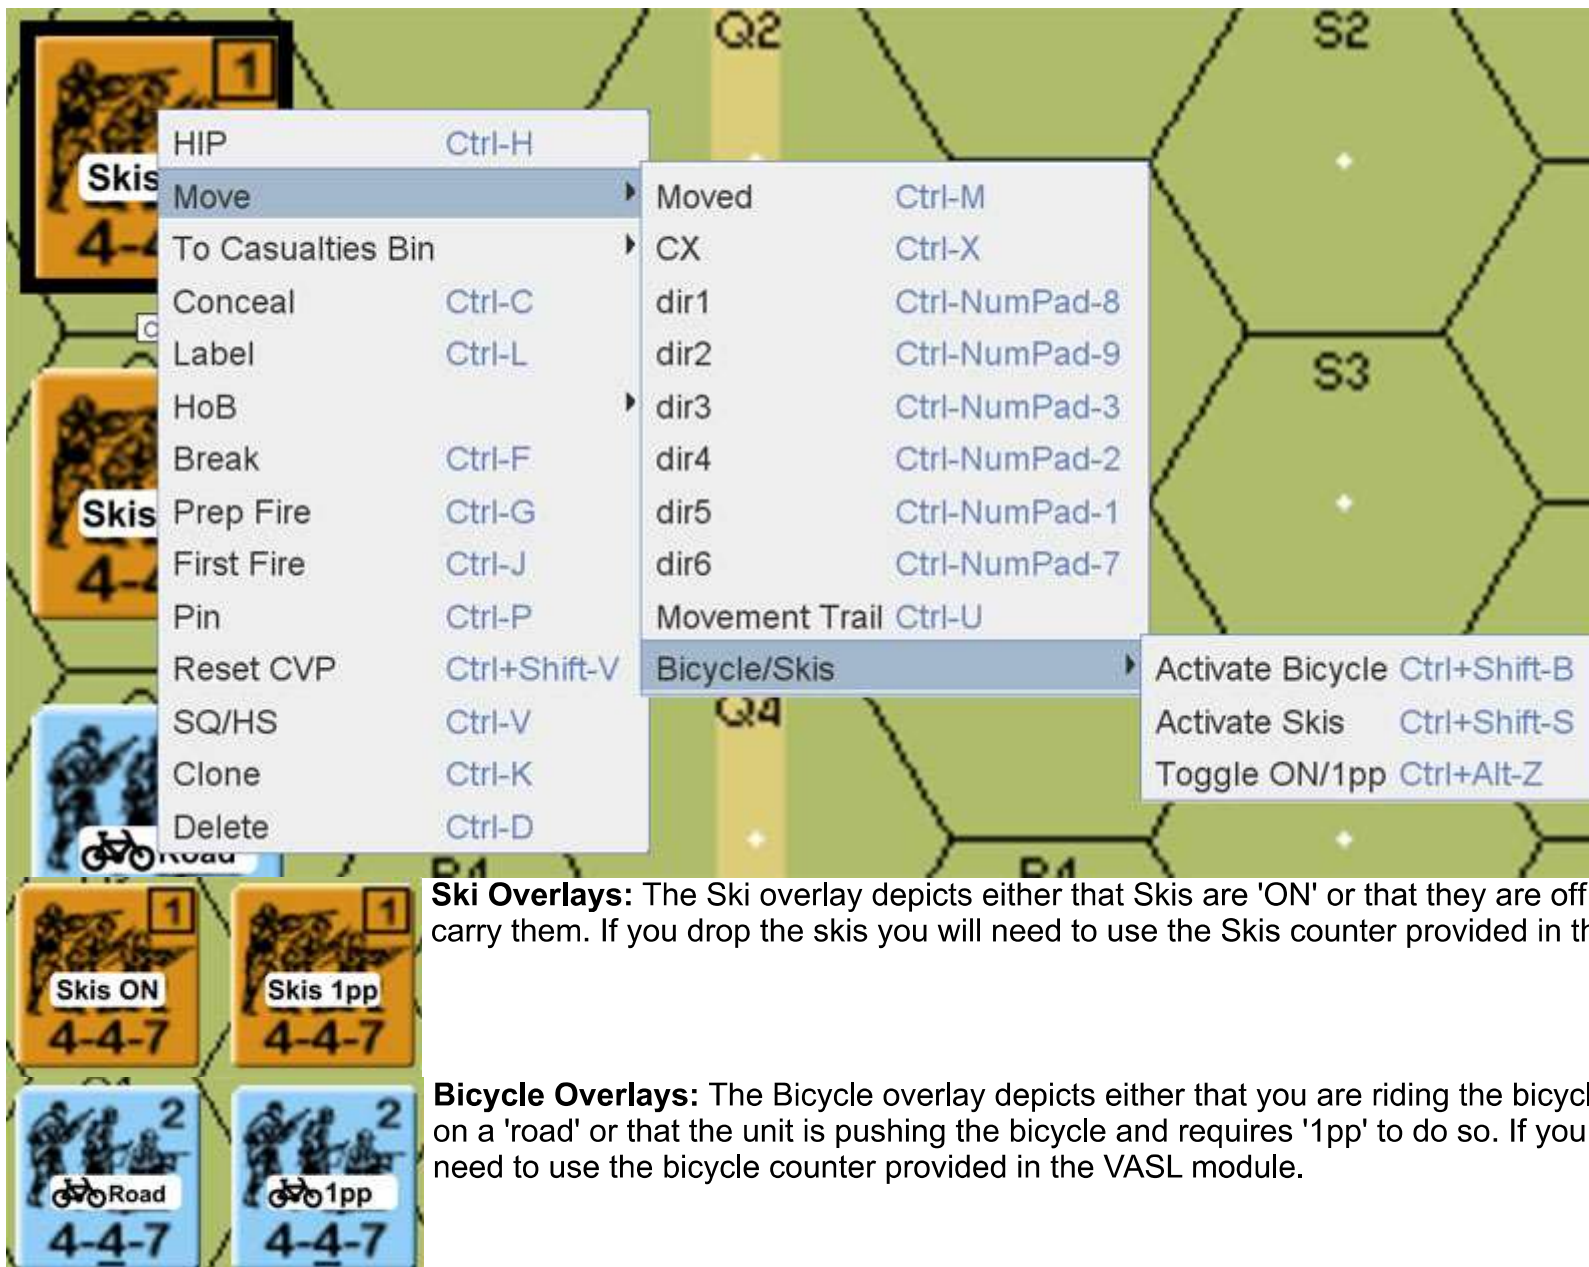 Q2
S2
1
Skis
HIP Ctrl-H
Move
To Casualties Bin
Conceal Ctrl-C
Label Ctrl-L
HoB
Break Ctrl-F
Prep Fire Ctrl-G
First Fire Ctrl-J
Pin Ctrl-P
Reset CVP Ctrl+Shift-V
SQ/HS Ctrl-V
Clone Ctrl-K
Delete Ctrl-D
Moved Ctrl-M
CX Ctrl-X
dir1 Ctrl-NumPad-8
dir2 Ctrl-NumPad-9
dir3 Ctrl-NumPad-3
dir4 Ctrl-NumPad-2
dir5 Ctrl-NumPad-1
dir6 Ctrl-NumPad-7
Movement Trail Ctrl-U
Bicycle/Skis
Activate Bicycle Ctrl+Shift-B
Activate Skis Ctrl+Shift-S
Toggle ON/1pp Ctrl+Alt-Z
S3
Skis
Q4
Road
R4
1
Skis ON
4-4-7
1
Skis 1pp
4-4-7
Ski Overlays: The Ski overlay depicts either that Skis are 'ON' or that they are off
carry them. If you drop the skis you will need to use the Skis counter provided in
2
Road
4-4-7
2
1pp
4-4-7
Bicycle Overlays: The Bicycle overlay depicts either that you are riding the
on a 'road' or that the unit is pushing the bicycle and requires '1pp' to do so. If you
need to use the bicycle counter provided in the VASL module.